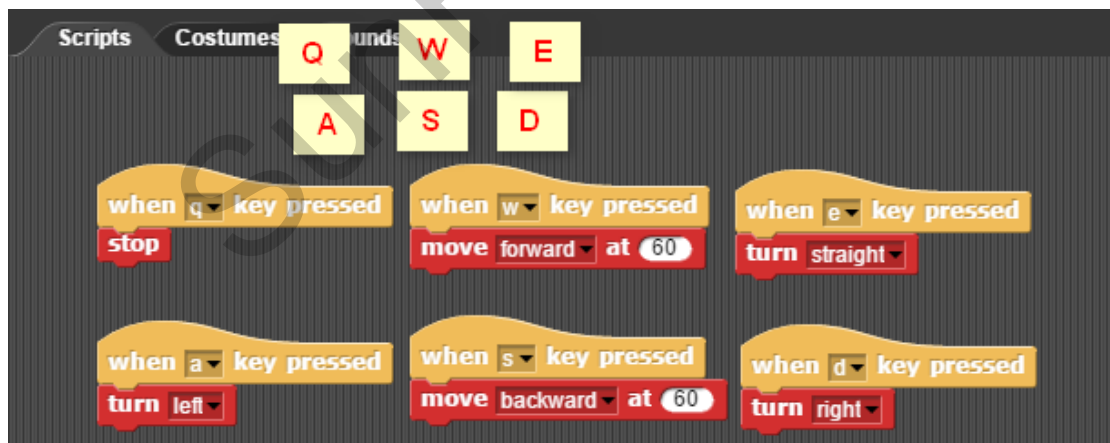 Scripts Costumes unds
Q W E
A S D
when q key pressed
stop
when w key pressed
move forward at 60
when e key pressed
turn straight
when a key pressed
turn left
when s key pressed
move backward at 60
when d key pressed
turn right